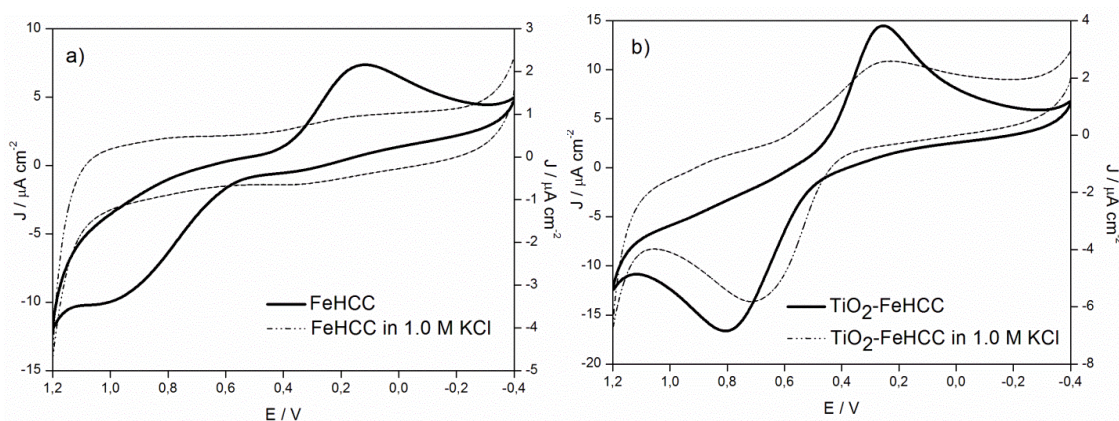 a)
10
5
0
-5
-10
-15
J / μA cm-2
3
2
1
0
-1
-2
-3
-4
-5
J / μA cm-2
FeHCC
FeHCC in 1.0 M KCl
1,2 1,0 0,8 0,6 0,4 0,2 0,0 -0,2 -0,4
E / V
b)
15
10
5
0
-5
-10
-15
-20
J / μA cm-2
4
2
0
-2
-4
-6
-8
J / μA cm-2
TiO2-FeHCC
TiO2-FeHCC in 1.0 M KCl
1,2 1,0 0,8 0,6 0,4 0,2 0,0 -0,2 -0,4
E / V